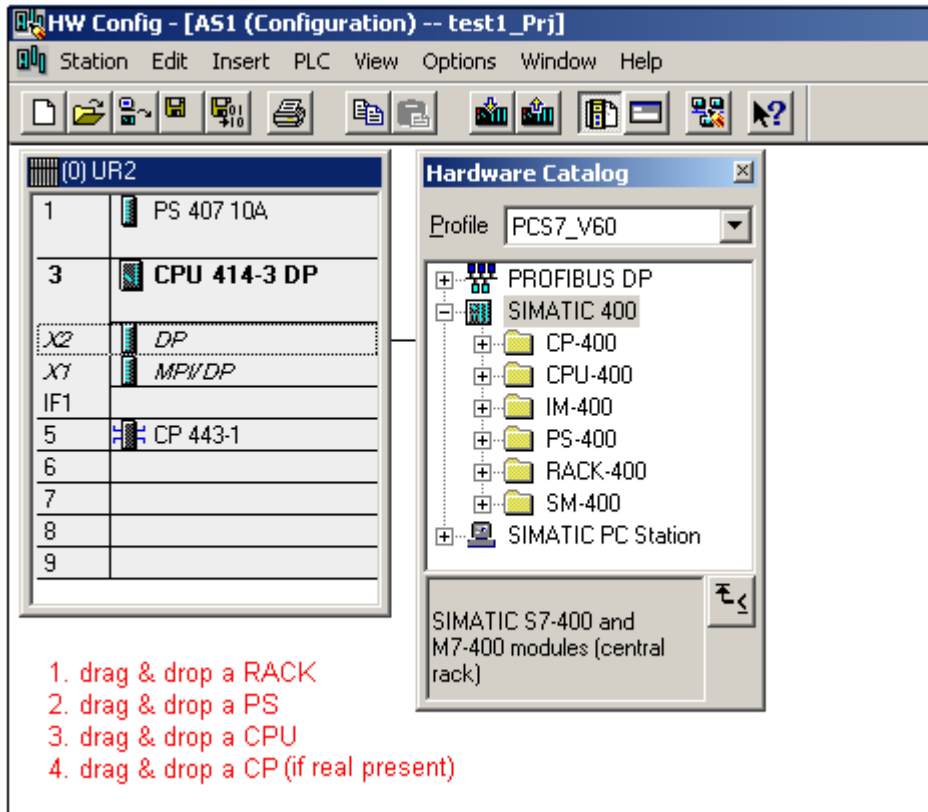 HW Config - [AS1 (Configuration) -- test1_Prj]
Station Edit Insert PLC View Options Window Help
(0) UR2
1 PS 407 10A
3 CPU 414-3 DP
X2 DP
X1 MPI/DP
IF1
5 CP 443-1
6
7
8
9
Hardware Catalog
Profile PCS7_V60
PROFIBUS DP
SIMATIC 400
CP-400
CPU-400
IM-400
PS-400
RACK-400
SM-400
SIMATIC PC Station
SIMATIC S7-400 and
M7-400 modules (central
rack)
1. drag & drop a RACK
2. drag & drop a PS
3. drag & drop a CPU
4. drag & drop a CP (if real present)